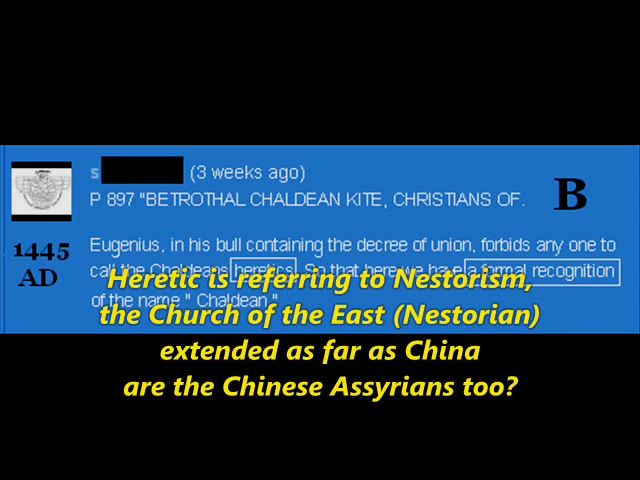 s (3 weeks ago)
P 897 "BETROTHAL CHALDEAN KITE, CHRISTIANS OF.
B
1445
AD
Eugenius, in his bull containing the decree of union, forbids any one to
call the Chaldeans heretics. So that here we have a formal recognition
of the name " Chaldean "
Heretic is referring to Nestorism,
the Church of the East (Nestorian)
extended as far as China
are the Chinese Assyrians too?